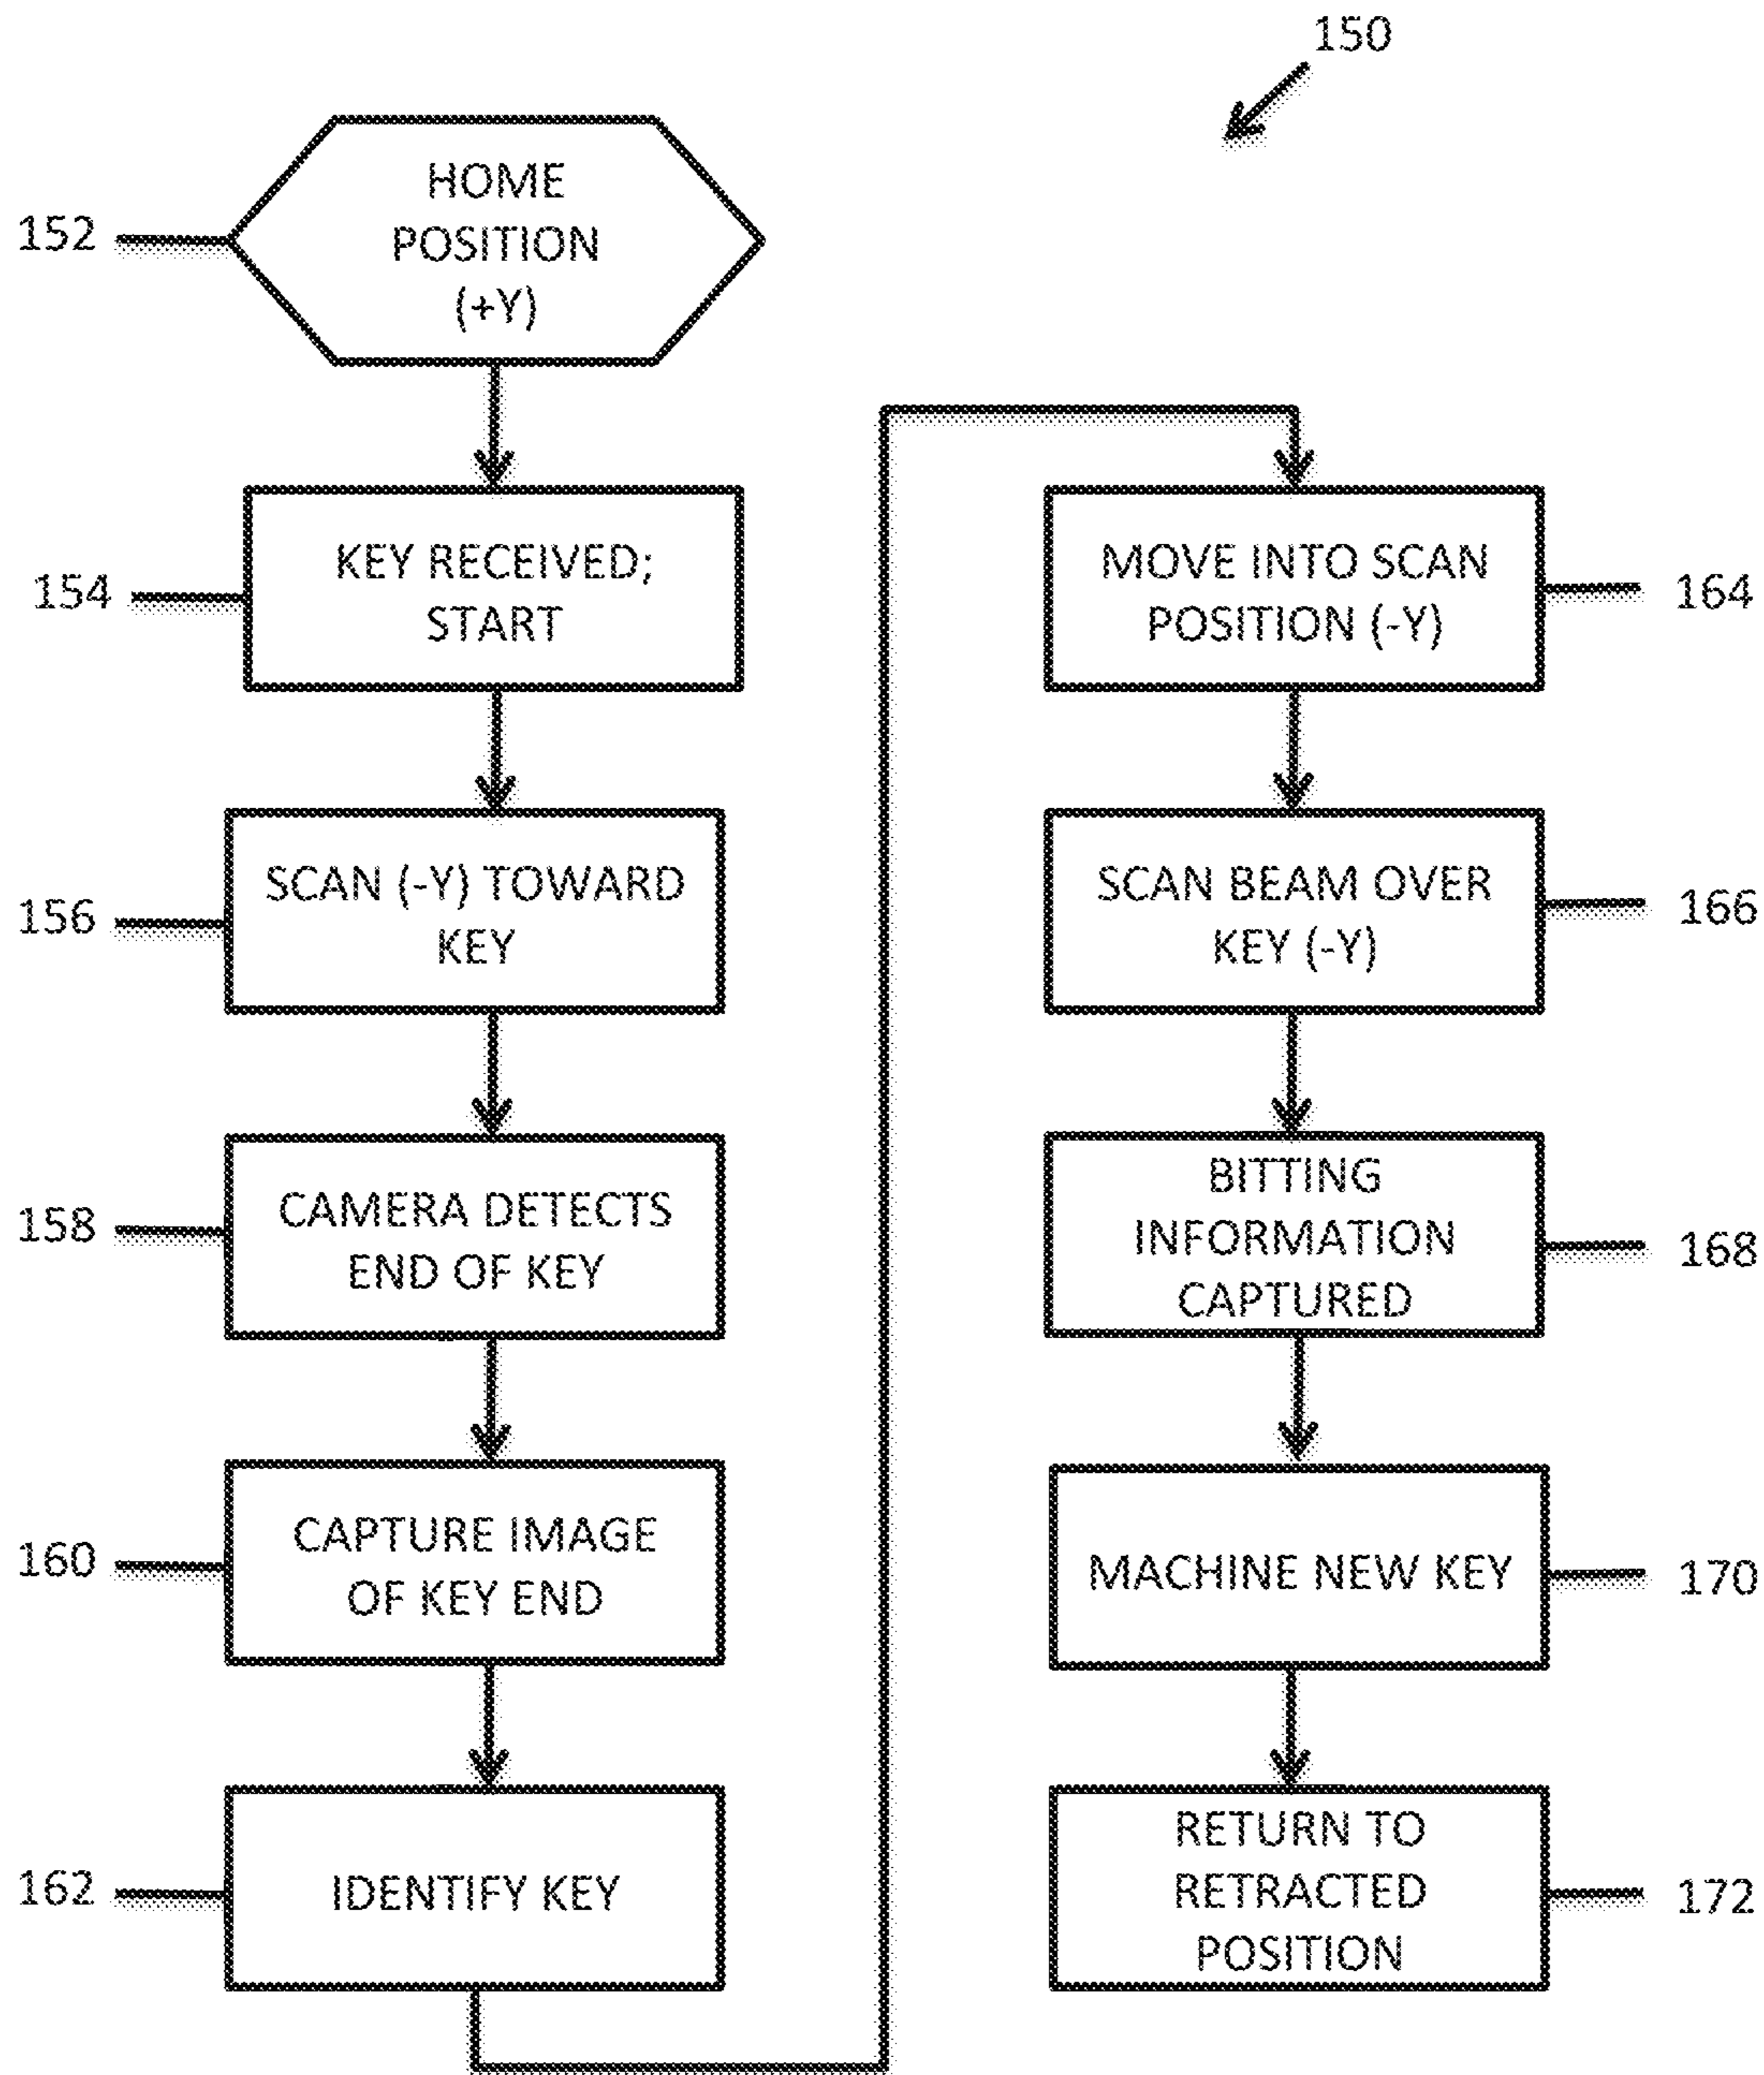 150
152
HOME
POSITION
(+Y)
154
KEY RECEIVED;
START
156
SCAN (-Y) TOWARD
KEY
158
CAMERA DETECTS
END OF KEY
160
CAPTURE IMAGE
OF KEY END
162
IDENTIFY KEY
MOVE INTO SCAN
POSITION (-Y)
164
SCAN BEAM OVER
KEY (-Y)
166
BITTING
INFORMATION
CAPTURED
168
MACHINE NEW KEY
170
RETURN TO
RETRACTED
POSITION
172